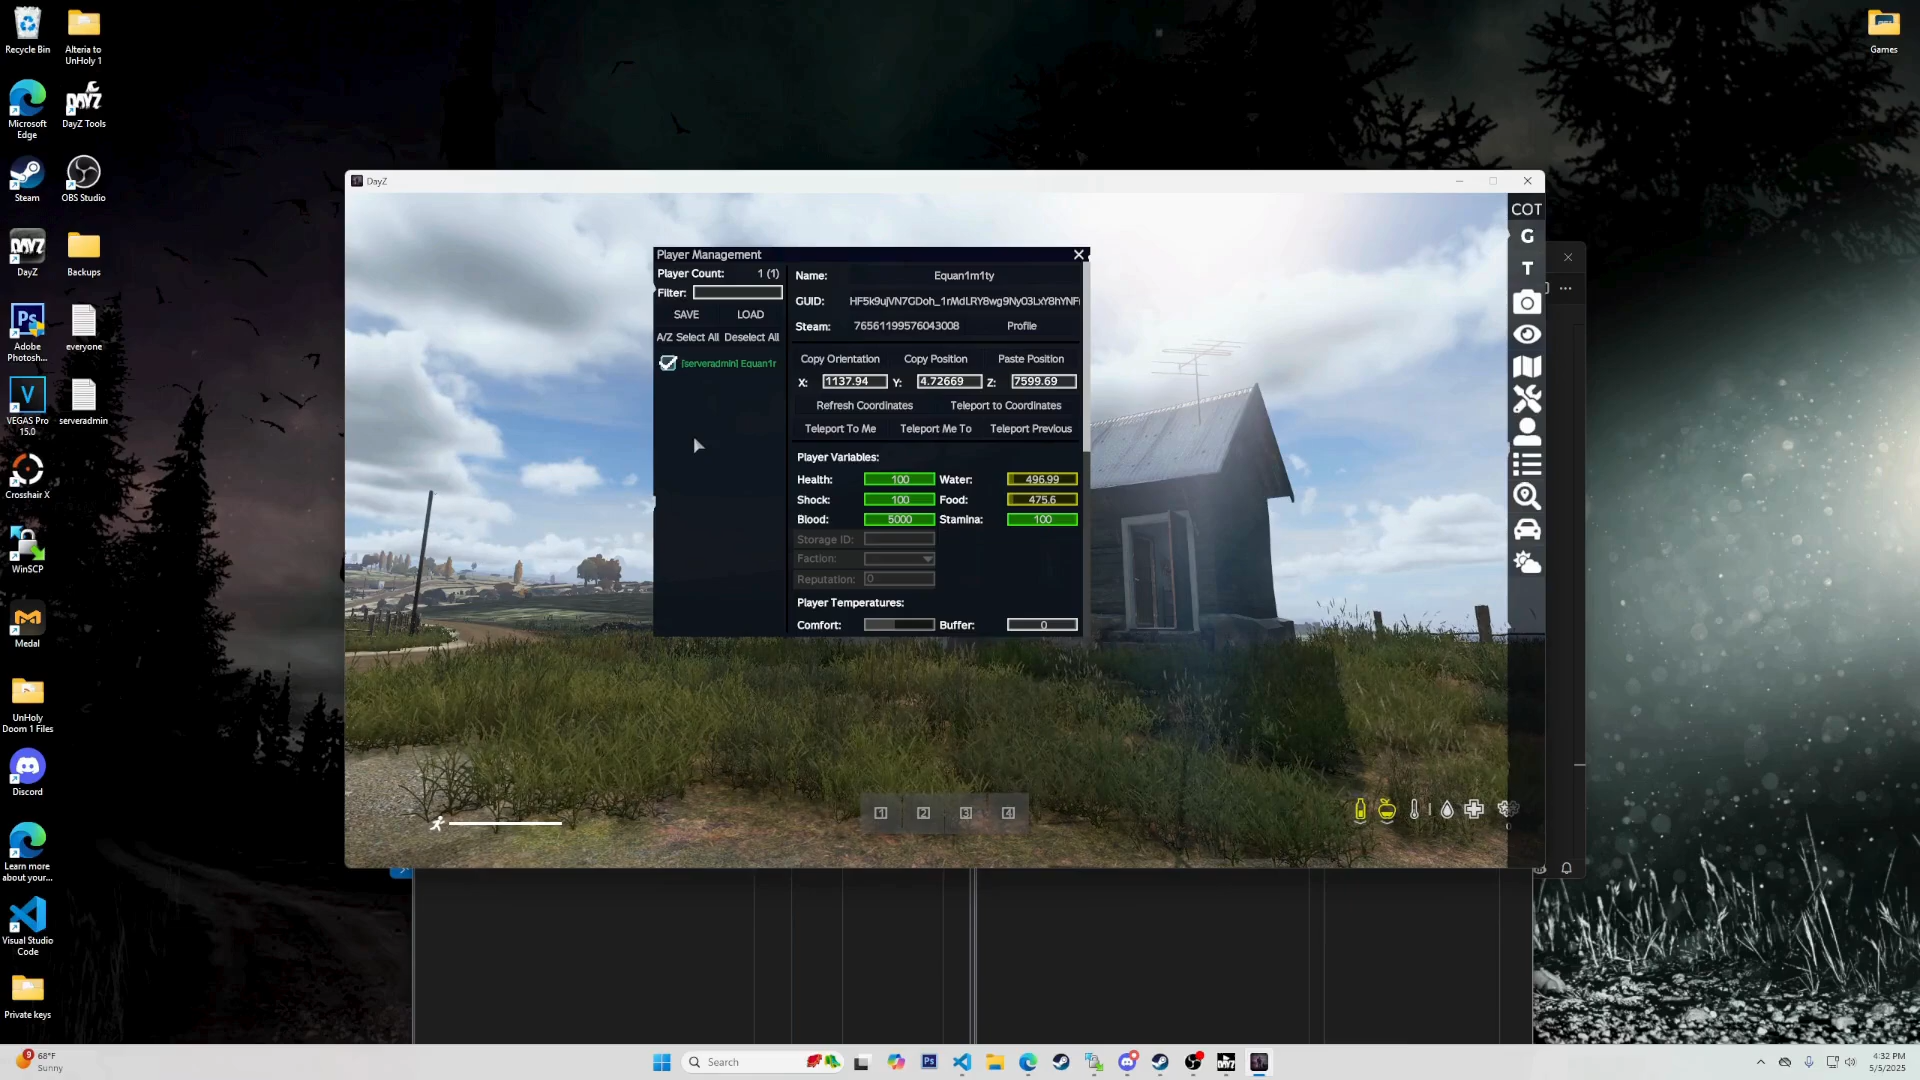 Recycle Bin
Alteria to
UnHoly 1
Games
Microsoft
Edge
DayZ Tools
Steam
OBS Studio
DayZ
Backups
Adobe
Photosh...
everyone
VEGAS Pro
15.0
serveradmin
Crosshair X
WinSCP
Medal
UnHoly
Doom 1 Files
Discord
Learn more
about your...
Visual Studio
Code
Private keys
DayZ
COT
G
T
Player Management
Player Count: 1 (1)
Filter:
SAVE LOAD
A/Z Select All Deselect All
[serveradmin] Equan1r
Name: Equan1m1ty
GUID:
Steam: 76561199576043008 Profile
Copy Orientation Copy Position Paste Position
X: 1137.94 Y: 4.72669 Z: 7599.69
Refresh Coordinates Teleport to Coordinates
Teleport To Me Teleport Me To Teleport Previous
Player Variables:
Health: 100 Water: 496.99
Shock: 100 Food: 475.6
Blood: 5000 Stamina: 100
Storage ID:
Faction:
Reputation: 0
Player Temperatures:
Comfort: Buffer: 0
1 2 3 4
9
68°F
Sunny
Search
4:32 PM
5/5/2025